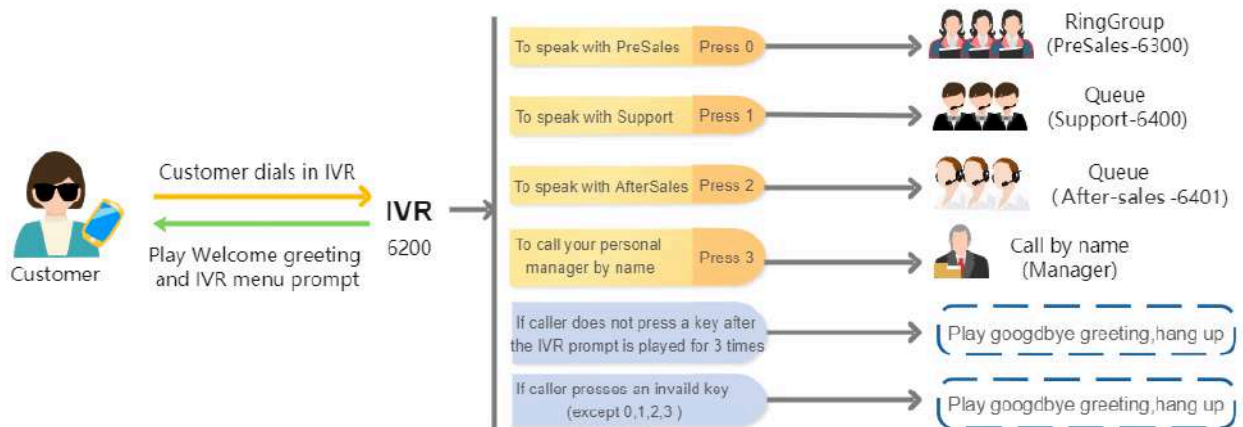 Customer
Customer dials in IVR
Play Welcome greeting
and IVR menu prompt
IVR
6200
To speak with PreSales Press 0
RingGroup
(PreSales-6300)
To speak with Support Press 1
Queue
(Support-6400)
To speak with AfterSales Press 2
Queue
(After-sales -6401)
To call your personal
manager by name
Press 3
Call by name
(Manager)
If caller does not press a key after
the IVR prompt is played for 3 times
Play googdbye greeting,hang up
If caller presses an invaild key
(except 0,1,2,3 )
Play googdbye greeting,hang up